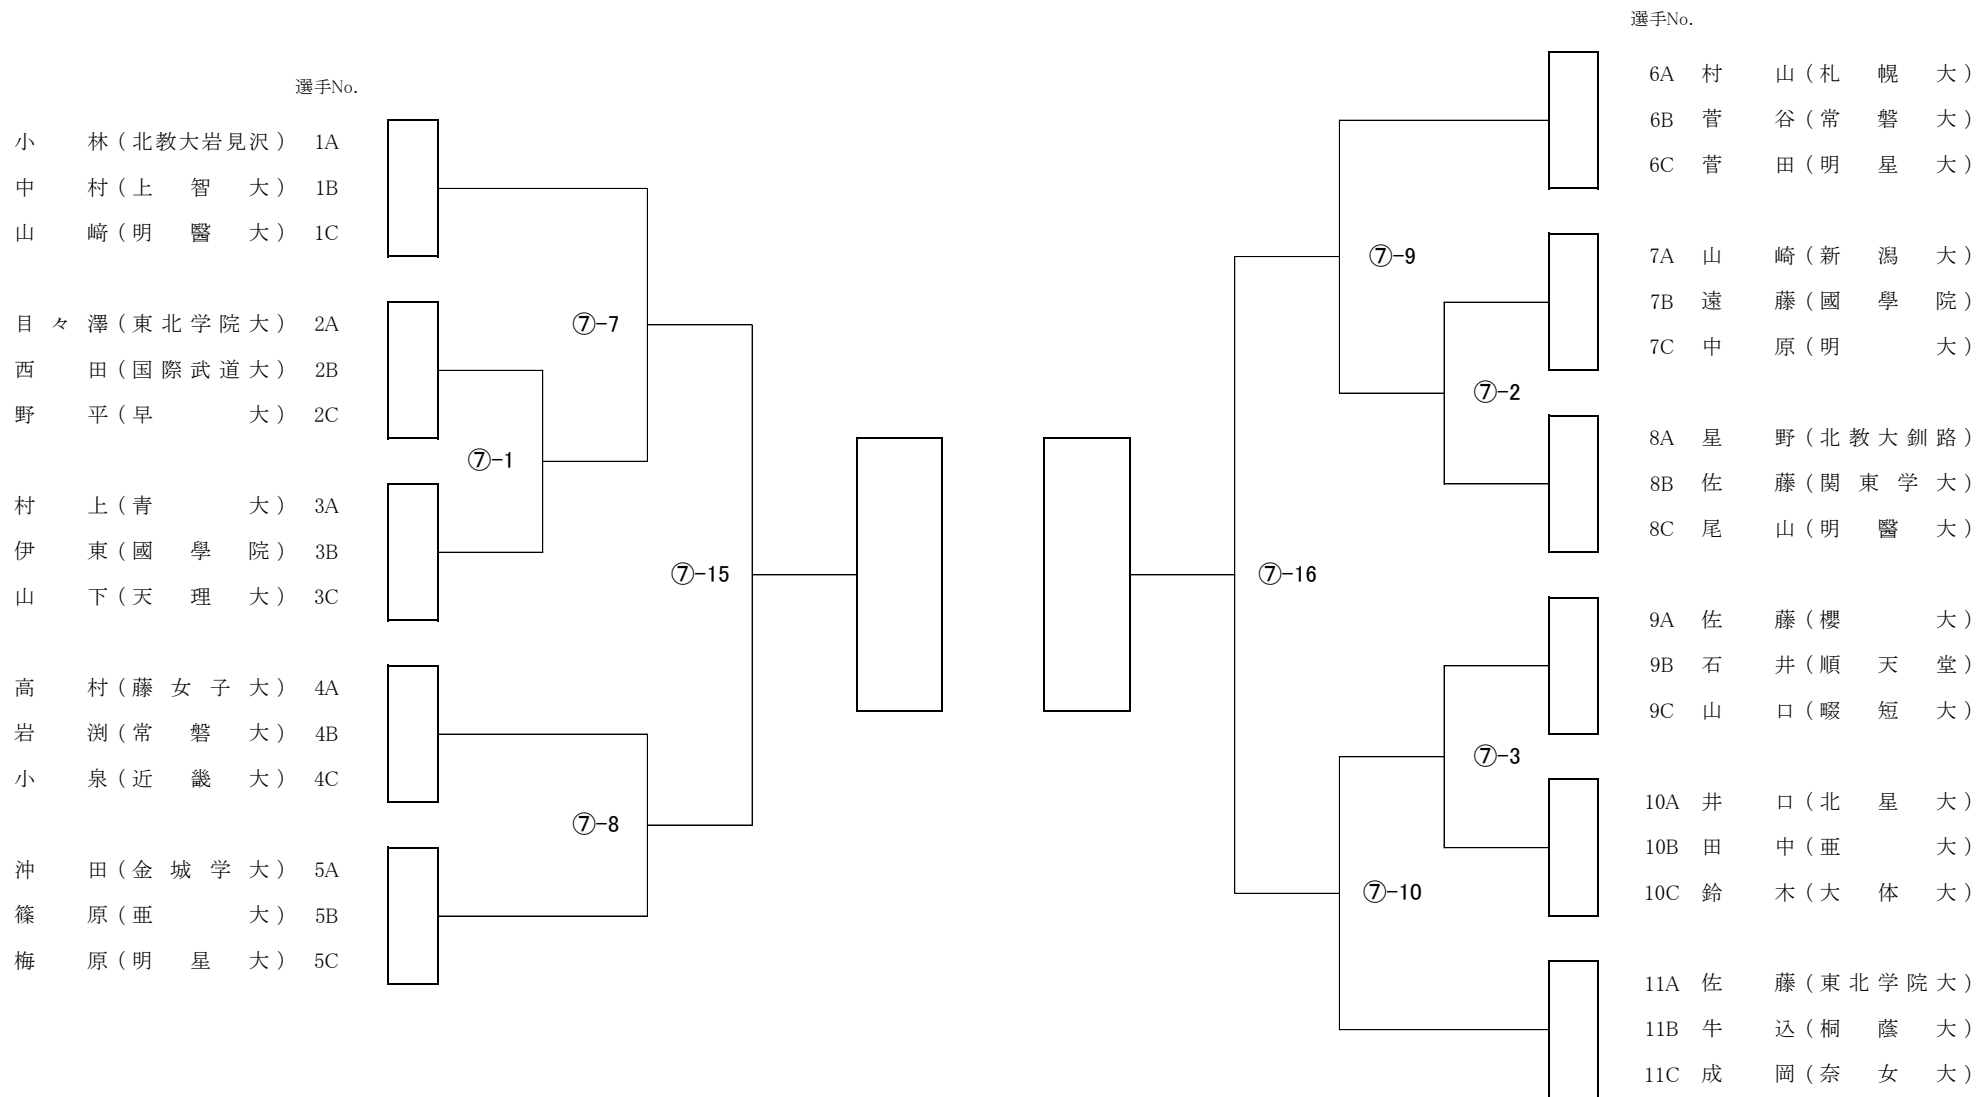 選手No.
小林（北教大岩見沢） 1A
中村（上智大） 1B
山﨑（明醫大） 1C
目々澤（東北学院大） 2A
西田（国際武道大） 2B
野平（早大） 2C
村上（青大） 3A
伊東（國學院） 3B
山下（天理大） 3C
高村（藤女子大） 4A
岩渕（常磐大） 4B
小泉（近畿大） 4C
沖田（金城学大） 5A
篠原（亜大） 5B
梅原（明星大） 5C
⑦-7
⑦-1
⑦-15
⑦-8
⑦-9
⑦-2
⑦-16
⑦-3
⑦-10
選手No.
6A 村山（札幌大）
6B 菅谷（常磐大）
6C 菅田（明星大）
7A 山崎（新潟大）
7B 遠藤（國學院）
7C 中原（明大）
8A 星野（北教大釧路）
8B 佐藤（関東学大）
8C 尾山（明醫大）
9A 佐藤（櫻大）
9B 石井（順天堂）
9C 山口（畷短大）
10A 井口（北星大）
10B 田中（亜大）
10C 鈴木（大体大）
11A 佐藤（東北学院大）
11B 牛込（桐蔭大）
11C 成岡（奈女大）